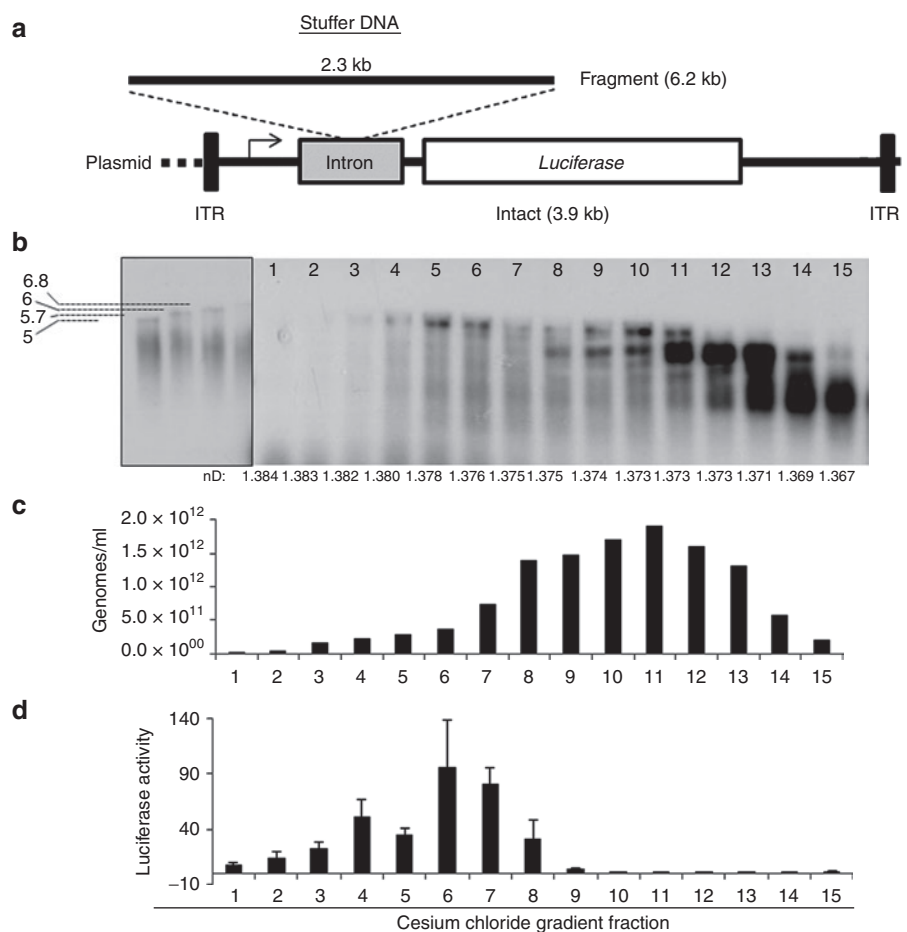 a
Stuffer DNA
2.3 kb
Fragment (6.2 kb)
Plasmid
Intron
Luciferase
ITR
Intact (3.9 kb)
ITR
b
6.8
6
5.7
5
1 2 3 4 5 6 7 8 9 10 11 12 13 14 15
nD: 1.384 1.383 1.382 1.380 1.378 1.376 1.375 1.375 1.374 1.373 1.373 1.373 1.371 1.369 1.367
c
Genomes/ml
2.0 × 10¹²
1.5 × 10¹²
1.0 × 10¹²
5.0 × 10¹¹
0.0 × 10⁰⁰
1 2 3 4 5 6 7 8 9 10 11 12 13 14 15
d
Luciferase activity
140
90
40
−10
1 2 3 4 5 6 7 8 9 10 11 12 13 14 15
Cesium chloride gradient fraction